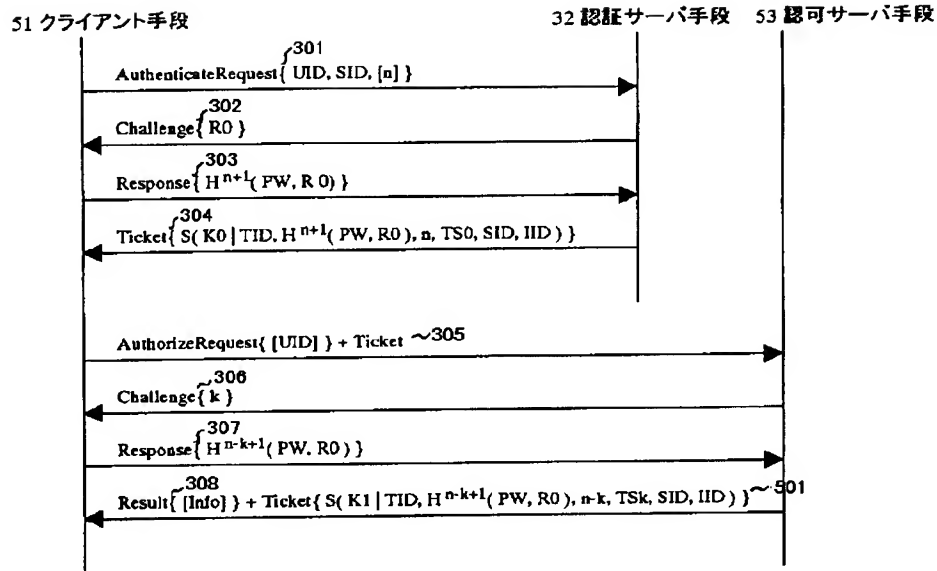 51 クライアント手段 32 認証サーバ手段 53 認可サーバ手段
301
AuthenticateRequest{ UID, SID, [n] }
302
Challenge{ R0 }
303
Response{ H^{n+1}( PW, R 0) }
304
Ticket{ S( K0 | TID, H^{n+1}( PW, R0 ), n, TS0, SID, IID ) }
AuthorizeRequest{ [UID] } + Ticket ～305
306
Challenge{ k }
307
Response{ H^{n-k+1}( PW, R0 ) }
308
Result{ [Info] } + Ticket{ S( K1 | TID, H^{n-k+1}( PW, R0 ), n-k, TSk, SID, IID ) } ～501